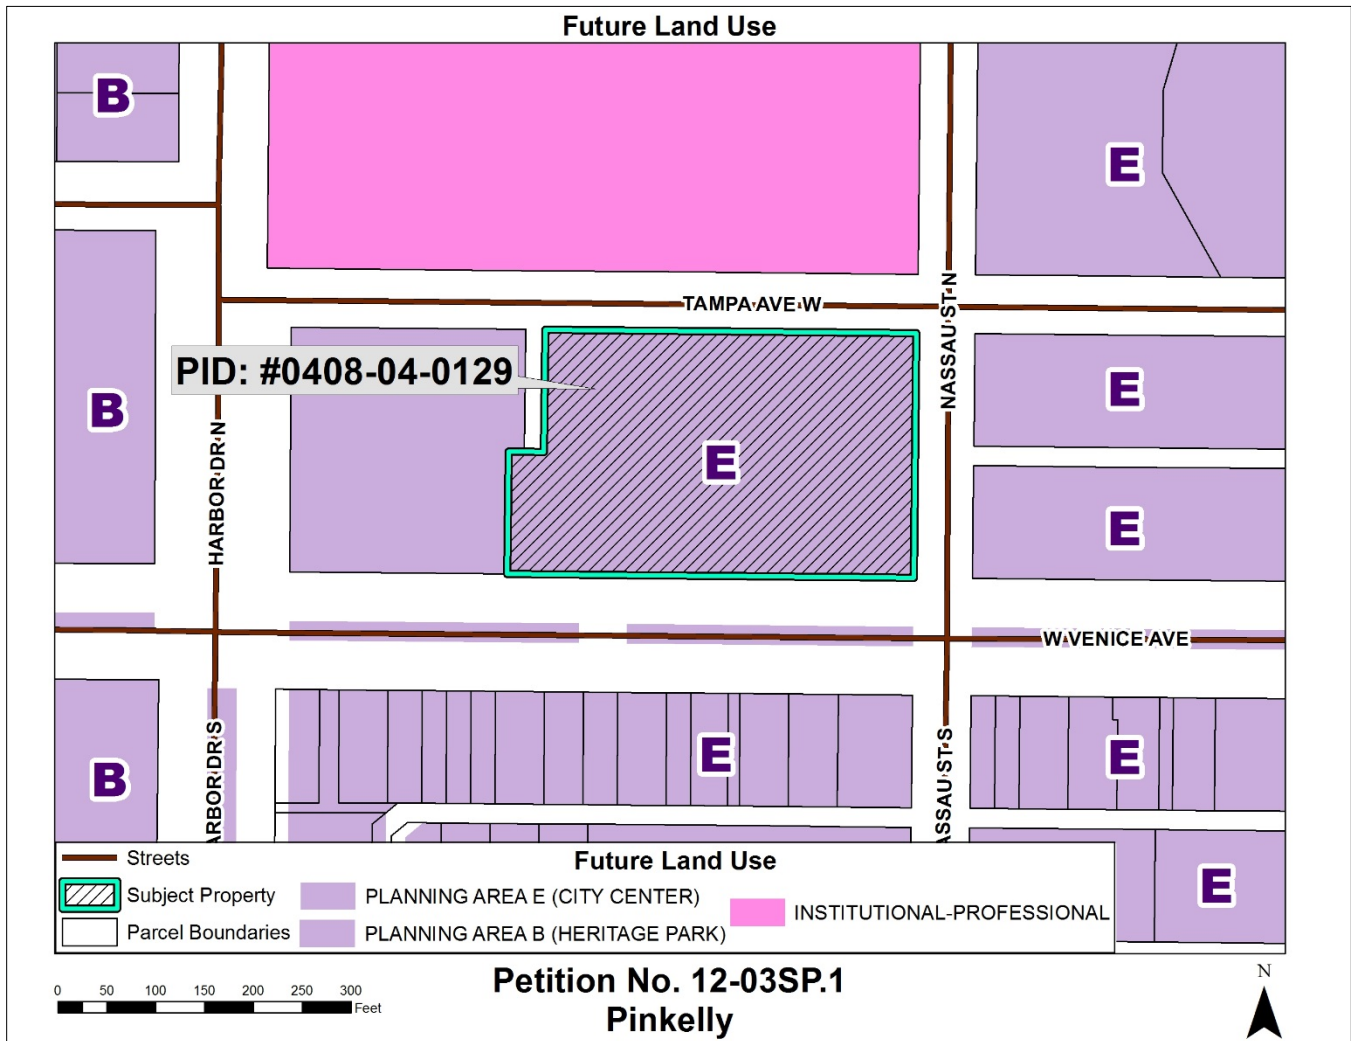 Future Land Use
B
E
TAMPA AVE W
NASSAU ST N
PID: #0408-04-0129
B
HARBOR DR N
E
E
E
W VENICE AVE
B
ARBOR DR S
E
ASSAU ST S
E
E
Future Land Use
Streets
Subject Property
Parcel Boundaries
PLANNING AREA E (CITY CENTER)
PLANNING AREA B (HERITAGE PARK)
INSTITUTIONAL-PROFESSIONAL
0 50 100 150 200 250 300
Feet
Petition No. 12-03SP.1
Pinkelly
N